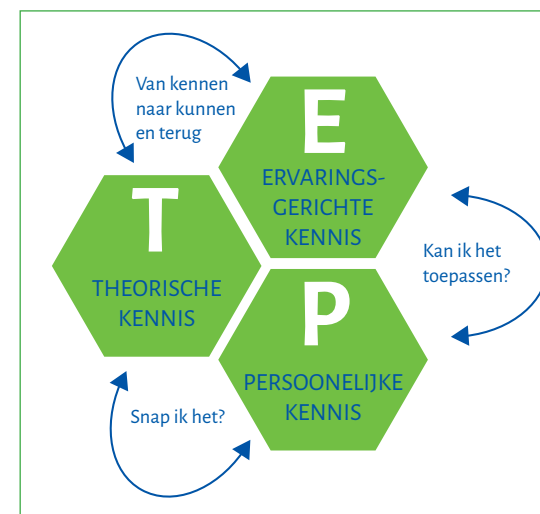 Van kennen
naar kunnen
en terug
E
ERVARINGS-
GERICHTE
KENNIS
T
THEORISCHE
KENNIS
Kan ik het
toepassen?
P
PERSOONELIJKE
KENNIS
Snap ik het?